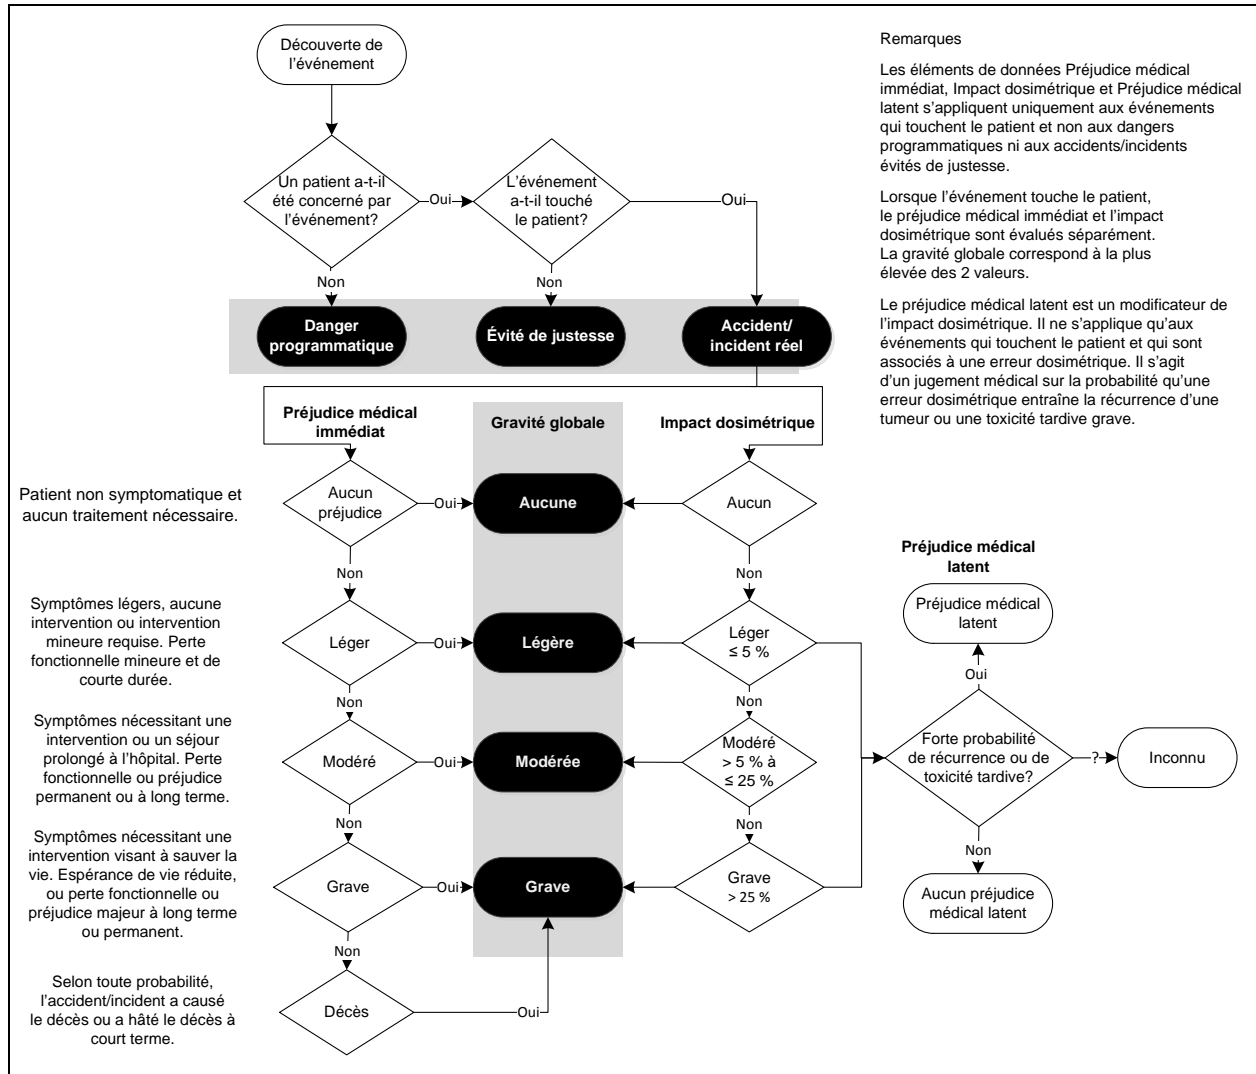 Découverte de
l'événement
Remarques
Les éléments de données Préjudice médical
immédiat, Impact dosimétrique et Préjudice médical
latent s'appliquent uniquement aux événements
qui touchent le patient et non aux dangers
programmatiques ni aux accidents/incidents
évités de justesse.
Lorsque l'événement touche le patient,
le préjudice médical immédiat et l'impact
dosimétrique sont évalués séparément.
La gravité globale correspond à la plus
élevée des 2 valeurs.
Le préjudice médical latent est un modificateur de
l'impact dosimétrique. Il ne s'applique qu'aux
événements qui touchent le patient et qui sont
associés à une erreur dosimétrique. Il s'agit
d'un jugement médical sur la probabilité qu'une
erreur dosimétrique entraîne la récurrence d'une
tumeur ou une toxicité tardive grave.
Un patient a-t-il
été concerné par
l'événement?
Oui
L'événement
a-t-il touché
le patient?
Oui
Non
Non
Danger
programmatique
Évité de justesse
Accident/
incident réel
Préjudice médical
immédiat
Gravité globale
Impact dosimétrique
Patient non symptomatique et
aucun traitement nécessaire.
Aucun
préjudice
Oui
Aucune
Aucun
Non
Non
Symptômes légers, aucune
intervention ou intervention
mineure requise. Perte
fonctionnelle mineure et de
courte durée.
Léger
Oui
Légère
Léger
≤ 5 %
Non
Non
Symptômes nécessitant une
intervention ou un séjour
prolongé à l'hôpital. Perte
fonctionnelle ou préjudice
permanent ou à long terme.
Modéré
Oui
Modérée
Modéré
> 5 % à
≤ 25 %
Non
Non
Symptômes nécessitant une
intervention visant à sauver la
vie. Espérance de vie réduite,
ou perte fonctionnelle ou
préjudice majeur à long terme
ou permanent.
Grave
Oui
Grave
Grave
> 25 %
Non
Selon toute probabilité,
l'accident/incident a causé
le décès ou a hâté le décès à
court terme.
Décès
Oui
Préjudice médical
latent
Préjudice médical
latent
Oui
Forte probabilité
de récurrence ou de
toxicité tardive?
?
Inconnu
Non
Aucun préjudice
médical latent